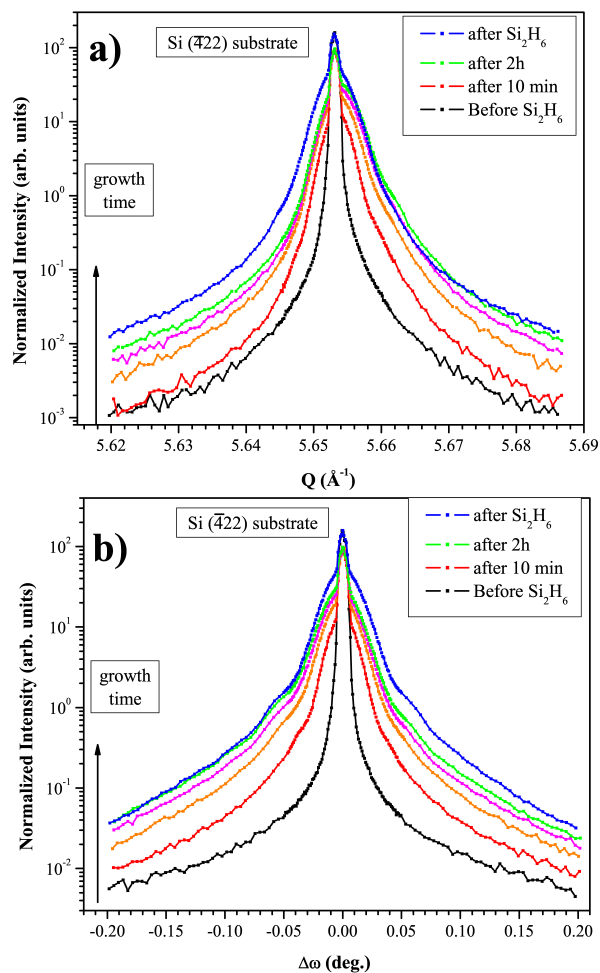 a)
Si (4̅22) substrate
after Si₂H₆
after 2h
after 10 min
Before Si₂H₆
growth
time
Normalized Intensity (arb. units)
10²
10¹
10⁰
10⁻¹
10⁻²
10⁻³
5.62 5.63 5.64 5.65 5.66 5.67 5.68 5.69
Q (Å⁻¹)
b)
Si (4̅22) substrate
after Si₂H₆
after 2h
after 10 min
Before Si₂H₆
growth
time
Normalized Intensity (arb. units)
10²
10¹
10⁰
10⁻¹
10⁻²
-0.20 -0.15 -0.10 -0.05 0.00 0.05 0.10 0.15 0.20
Δω (deg.)